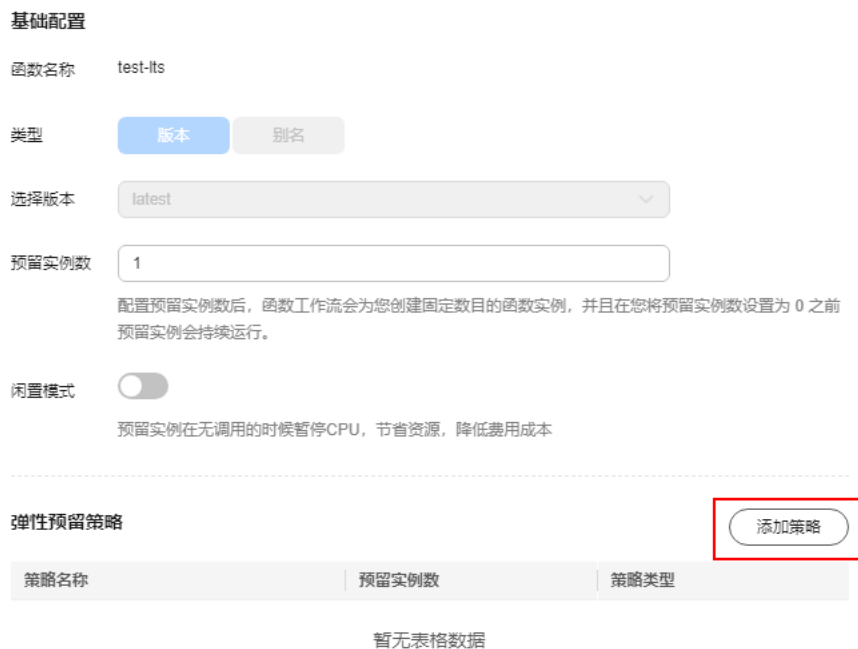 基础配置
函数名称 test-lts
类型 版本 别名
选择版本 latest
预留实例数 1
配置预留实例数后，函数工作流会为您创建固定数目的函数实例，并且在您将预留实例数设置为 0 之前
预留实例会持续运行。
闲置模式
预留实例在无调用的时候暂停CPU，节省资源，降低费用成本
弹性预留策略 添加策略
策略名称 预留实例数 策略类型
暂无表格数据